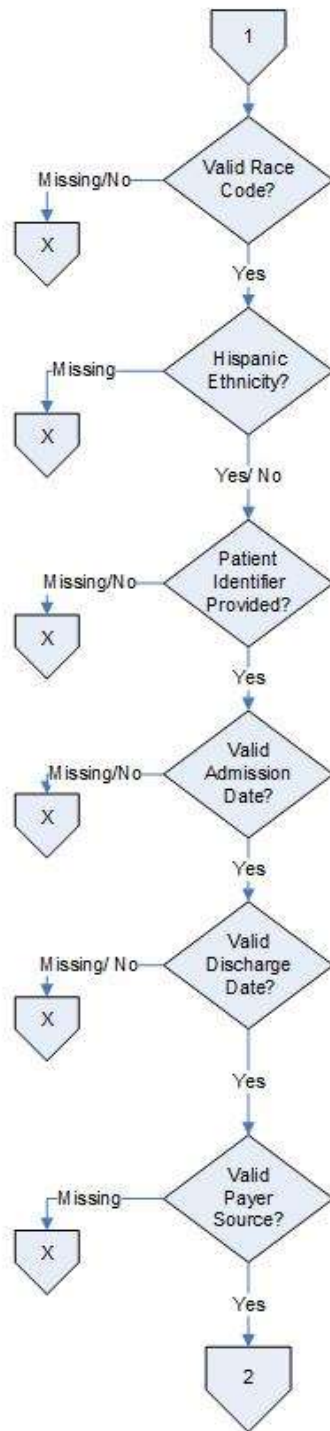 1
Valid Race
Code?
Missing/No
X
Yes
Hispanic
Ethnicity?
Missing
X
Yes/ No
Patient
Identifier
Provided?
Missing/No
X
Yes
Valid
Admission
Date?
Missing/No
X
Yes
Valid
Discharge
Date?
Missing/ No
X
Yes
Valid
Payer
Source?
Missing
X
Yes
2